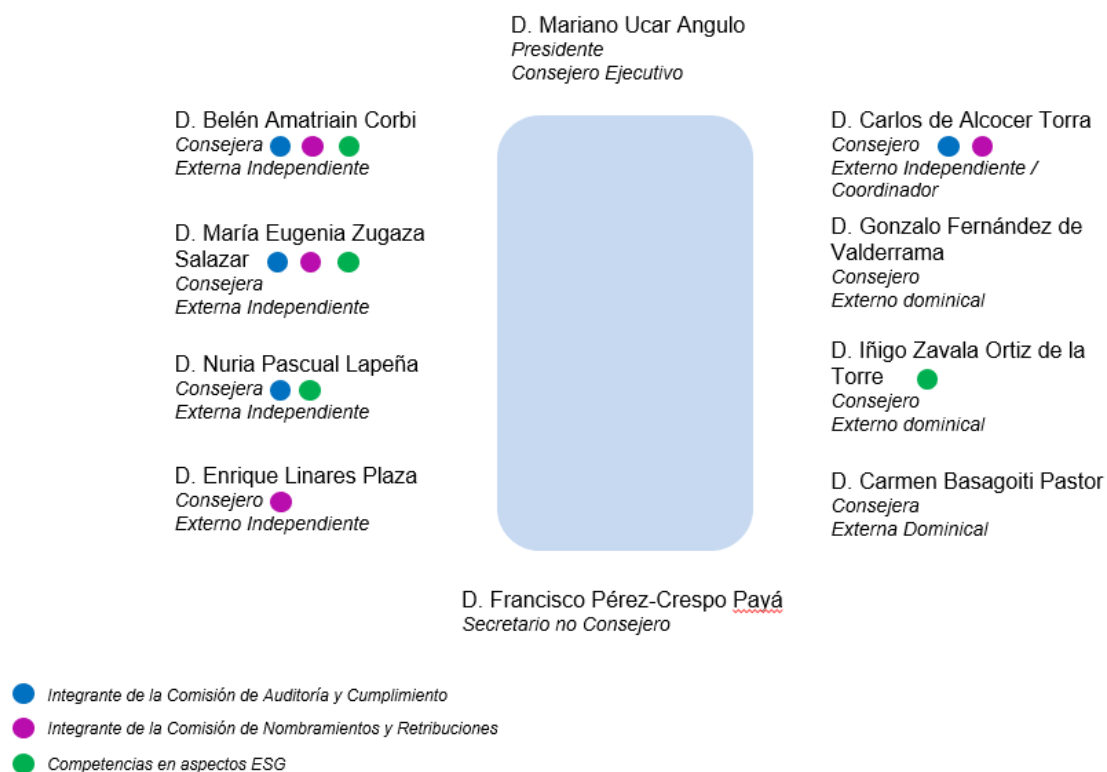 D. Mariano Ucar Angulo
Presidente
Consejero Ejecutivo
D. Belén Amatriain Corbi
Consejera
Externa Independiente
D. María Eugenia Zugaza
Salazar
Consejera
Externa Independiente
D. Nuria Pascual Lapeña
Consejera
Externa Independiente
D. Enrique Linares Plaza
Consejero
Externo Independiente
D. Carlos de Alcocer Torra
Consejero
Externo Independiente /
Coordinador
D. Gonzalo Fernández de
Valderrama
Consejero
Externo dominical
D. Iñigo Zavala Ortiz de la
Torre
Consejero
Externo dominical
D. Carmen Basagoiti Pastor
Consejera
Externa Dominical
D. Francisco Pérez-Crespo Payá
Secretario no Consejero
Integrante de la Comisión de Auditoría y Cumplimiento
Integrante de la Comisión de Nombramientos y Retribuciones
Competencias en aspectos ESG